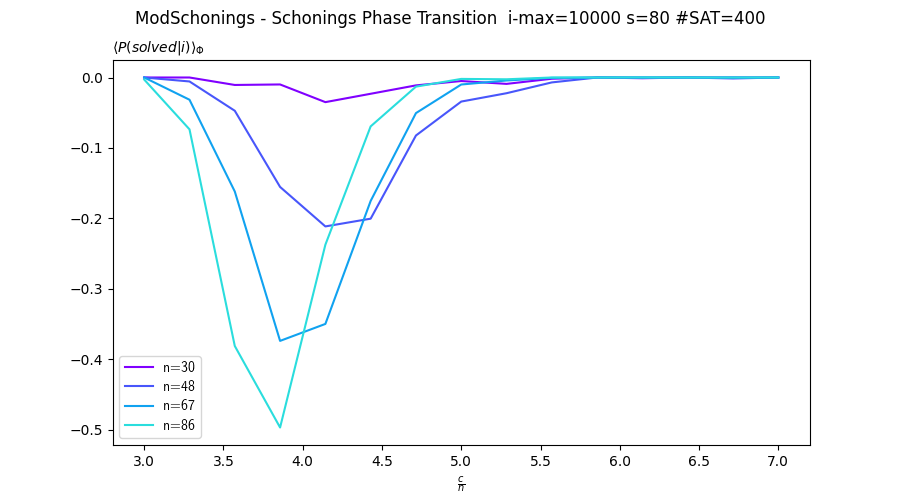 ModSchonings - Schonings Phase Transition  i-max=10000 s=80 #SAT=400
⟨P(solved|i)⟩Φ
0.0
−0.1
−0.2
−0.3
−0.4
−0.5
n=30
n=48
n=67
n=86
3.0 3.5 4.0 4.5 5.0 5.5 6.0 6.5 7.0
c/n